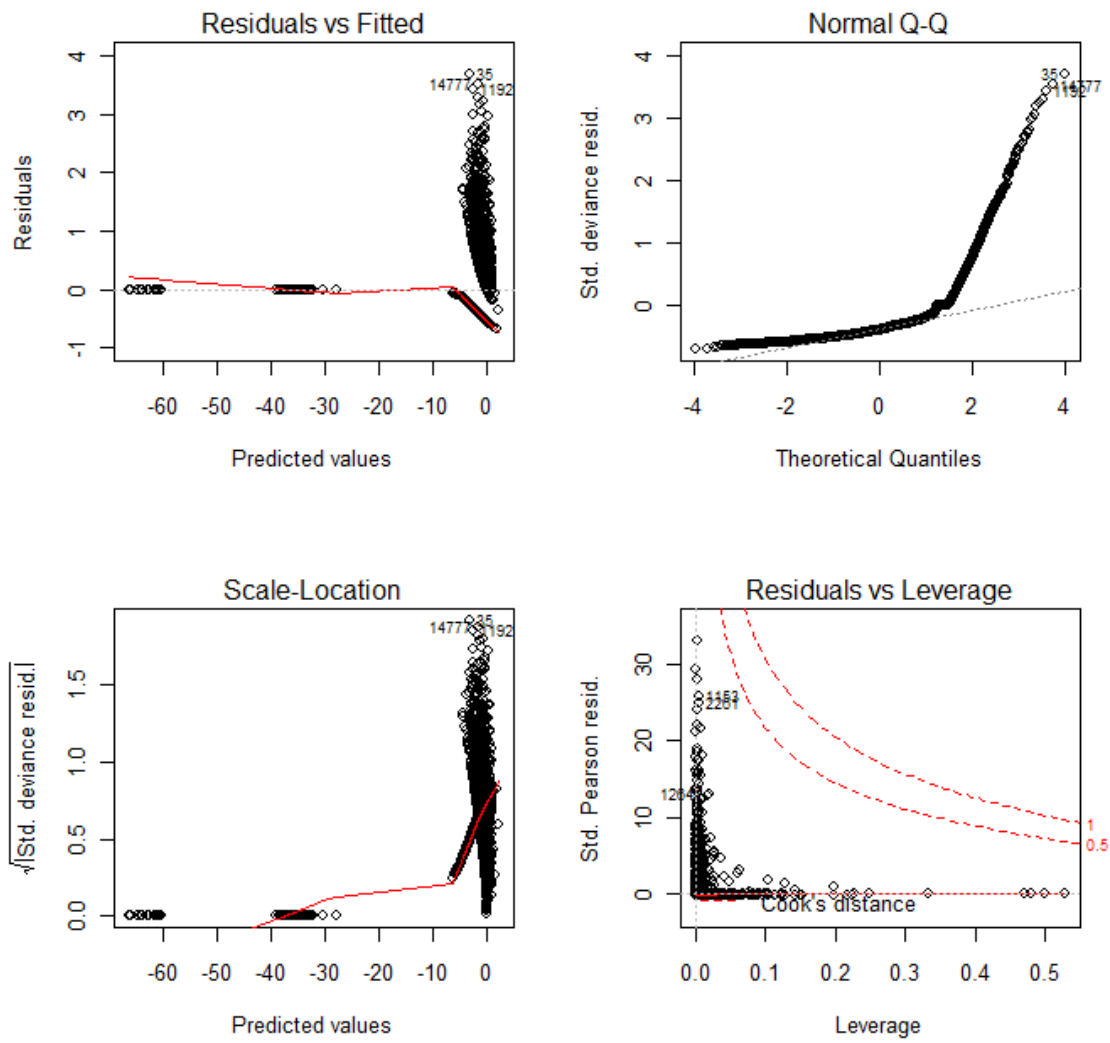 Residuals vs Fitted
Residuals
4
3
2
1
0
-1
35
14777
1192
-60 -50 -40 -30 -20 -10 0
Predicted values
Normal Q-Q
Std. deviance resid.
4
3
2
1
0
35
14777
1192
-4 -2 0 2 4
Theoretical Quantiles
Scale-Location
√|Std. deviance resid.|
1.5
1.0
0.5
0.0
35
14777
1192
-60 -50 -40 -30 -20 -10 0
Predicted values
Residuals vs Leverage
Std. Pearson resid.
30
20
10
0
1153
2201
1264
1
0.5
Cook's distance
0.0 0.1 0.2 0.3 0.4 0.5
Leverage